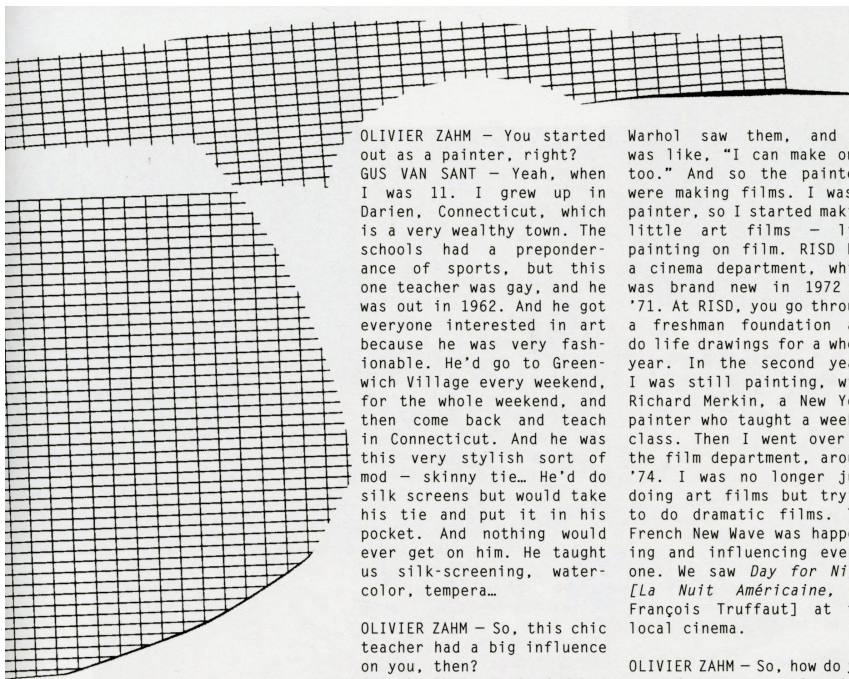 OLIVIER ZAHM — You started
out as a painter, right?
GUS VAN SANT — Yeah, when
I was 11. I grew up in
Darien, Connecticut, which
is a very wealthy town. The
schools had a preponder-
ance of sports, but this
one teacher was gay, and he
was out in 1962. And he got
everyone interested in art
because he was very fash-
ionable. He'd go to Green-
wich Village every weekend,
for the whole weekend, and
then come back and teach
in Connecticut. And he was
this very stylish sort of
mod — skinny tie… He'd do
silk screens but would take
his tie and put it in his
pocket. And nothing would
ever get on him. He taught
us silk-screening, water-
color, tempera…
OLIVIER ZAHM — So, this chic
teacher had a big influence
on you, then?
Warhol saw them, and
was like, "I can make
too." And so the
were making films. I
painter, so I started
little art films —
painting on film. RISD
a cinema department,
was brand new in 1972
'71. At RISD, you go
a freshman foundation
do life drawings for a
year. In the second
I was still painting,
Richard Merkin, a New
painter who taught a
class. Then I went over
the film department,
'74. I was no longer
doing art films but
to do dramatic films.
French New Wave was
ing and influencing
one. We saw Day for
[La Nuit Américaine,
François Truffaut] at
local cinema.
OLIVIER ZAHM — So, how do